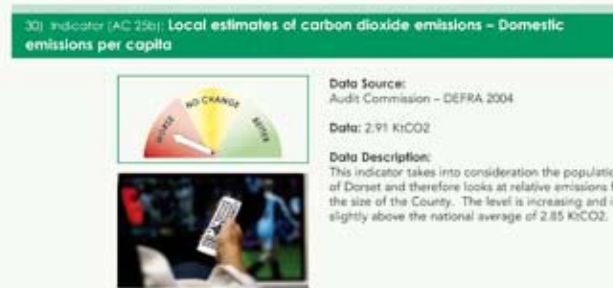 30) Indicator (AC 25b): Local estimates of carbon dioxide emissions – Domestic
emissions per capita
WORSE
NO CHANGE
BETTER
Data Source:
Audit Commission – DEFRA 2004
Data: 2.91 KtCO2
Data Description:
This indicator takes into consideration the populatio
of Dorset and therefore looks at relative emissions f
the size of the County. The level is increasing and i
slightly above the national average of 2.85 KtCO2.